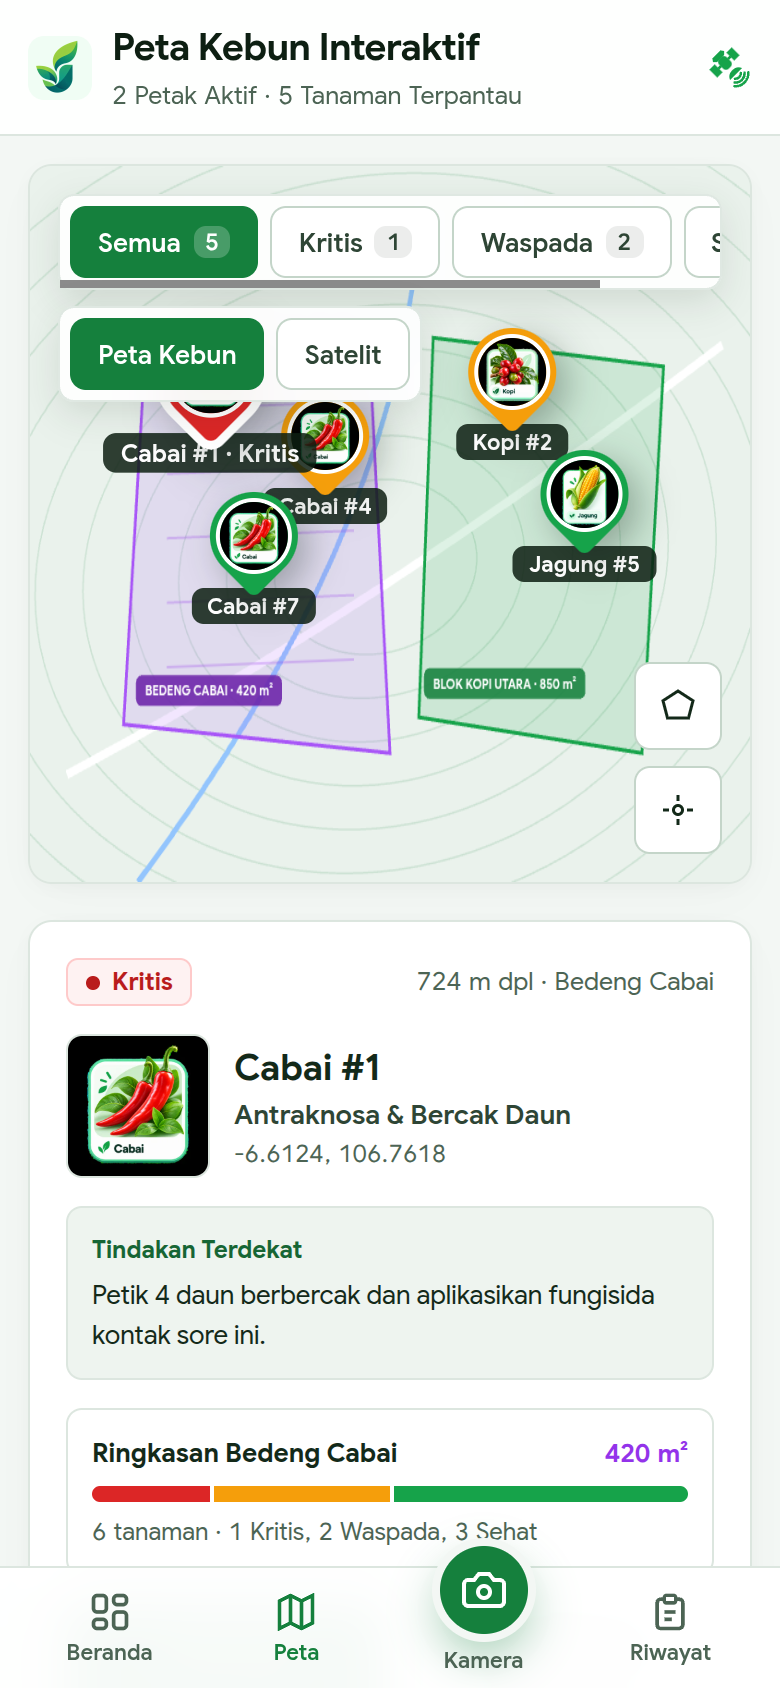 Peta Kebun Interaktif
2 Petak Aktif · 5 Tanaman Terpantau
Semua 5
Kritis 1
Waspada 2
S
Peta Kebun
Satelit
Kopi
Kopi #2
Cabai #1 · Kritis
Cabai
Cabai #4
Jagung
Jagung #5
Cabai
Cabai #7
BEDENG CABAI · 420 m²
BLOK KOPI UTARA · 850 m²
Kritis
724 m dpl · Bedeng Cabai
Cabai
Cabai #1
Antraknosa & Bercak Daun
-6.6124, 106.7618
Tindakan Terdekat
Petik 4 daun berbercak dan aplikasikan fungisida
kontak sore ini.
Ringkasan Bedeng Cabai
420 m²
6 tanaman · 1 Kritis, 2 Waspada, 3 Sehat
Beranda
Peta
Kamera
Riwayat